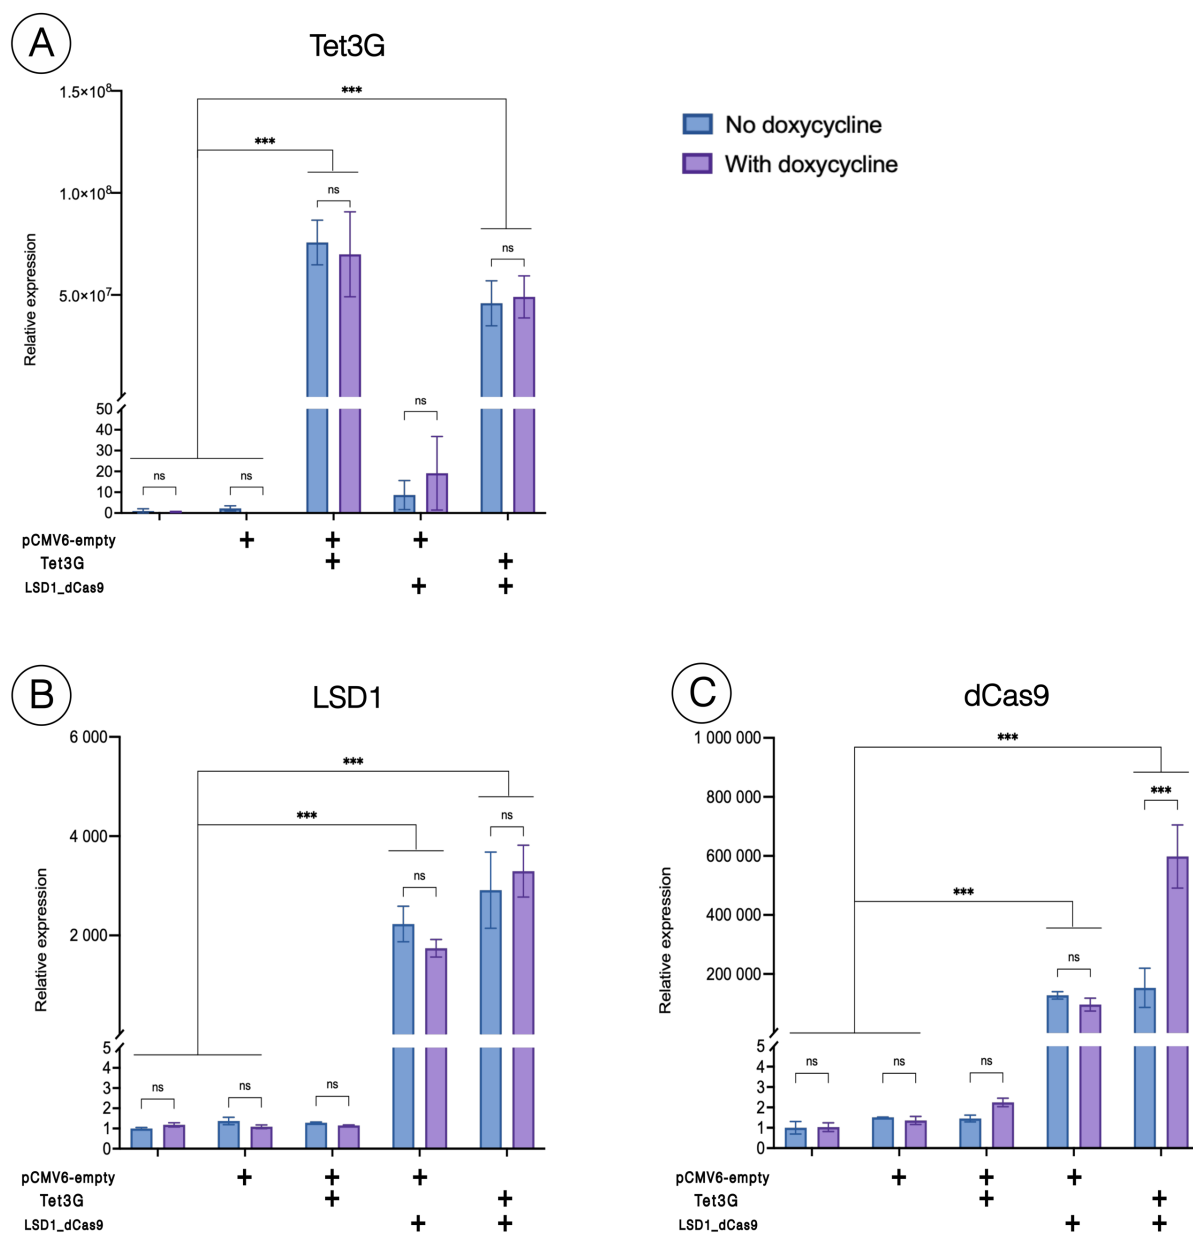 A
Tet3G
1.5×10⁸
1.0×10⁸
5.0×10⁷
50
40
30
20
10
0
Relative expression
***
***
ns
ns
ns
ns
ns
No doxycycline
With doxycycline
pCMV6-empty + + +
Tet3G + +
LSD1_dCas9 + +
B
LSD1
6 000
4 000
2 000
5
4
3
2
1
0
Relative expression
***
***
ns
ns
ns
ns
ns
pCMV6-empty + + +
Tet3G + +
LSD1_dCas9 + +
C
dCas9
1 000 000
800 000
600 000
400 000
200 000
5
4
3
2
1
0
Relative expression
***
***
***
ns
ns
ns
ns
pCMV6-empty + + +
Tet3G + +
LSD1_dCas9 + +